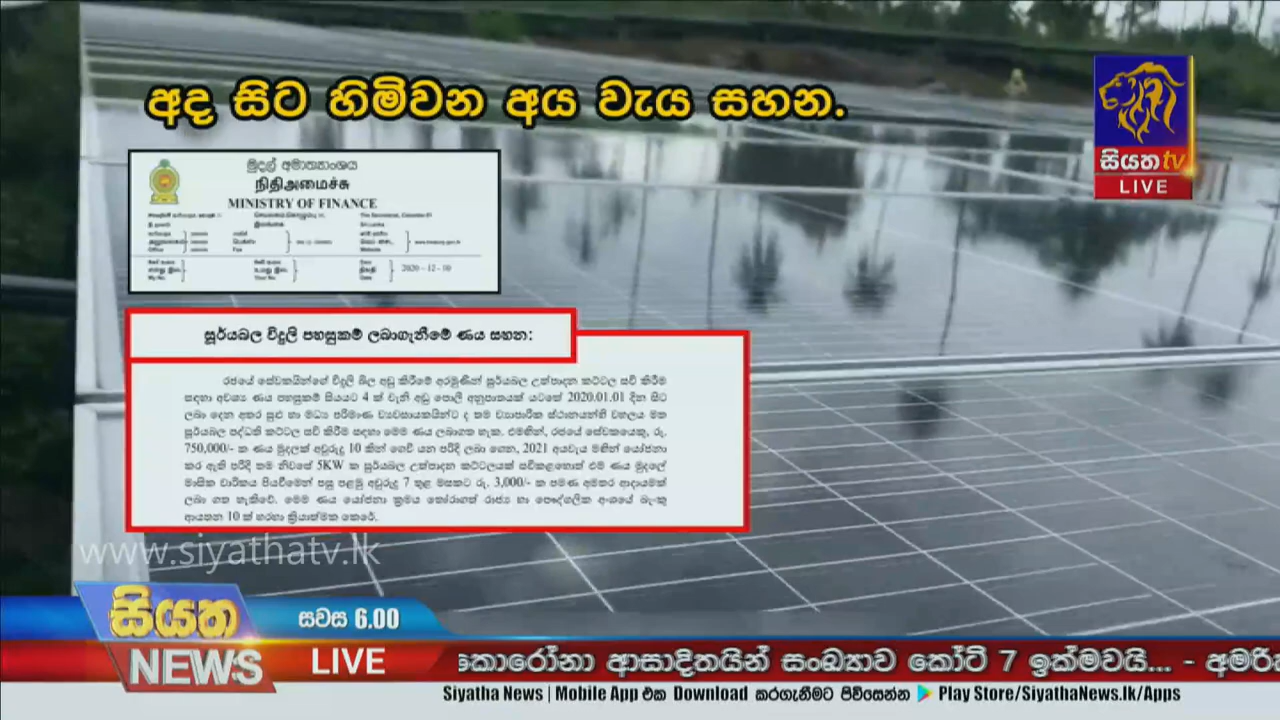 අද සිට හිමිවන අය වැය සහන.
සියත tv
LIVE
මුදල් අමාත්‍යාංශය
நிதிஅமைச்சு
MINISTRY OF FINANCE
2020-12-10
සූර්යබල විදුලි පහසුකම් ලබාගැනීමේ ණය සහන:
රජයේ සේවකයින්ගේ විදුලි බිල අඩු කිරීමේ අරමුණින් සූර්යබල උත්පාදන කට්ටල සවි කිරීම
සඳහා අවශ්‍ය ණය පහසුකම් සියයට 4 ක් වැනි අඩු පොලී අනුපාතයක් යටතේ 2020.01.01 දින සිට
ලබා දෙන අතර සුළු හා මධ්‍ය පරිමාණ ව්‍යවසායකයින්ට ද තම ව්‍යාපාරික ස්ථානයන්හි වහලය මත
සූර්යබල පද්ධති කට්ටල සවි කිරීම සඳහා මෙම ණය ලබාගත හැක. එමඟින්, රජයේ සේවකයෙකු, රු.
750,000/- ක ණය මුදලක් අවුරුදු 10 කින් ගෙවී යන පරිදි ලබා ගෙන, 2021 අයවැය මඟින් යෝජනා
කර ඇති පරිදි තම නිවසේ 5KW ක සූර්යබල උත්පාදන කට්ටලයක් සවිකළහොත් එම ණය මුදලේ
මාසික වාරිකය පියවීමෙන් පසු පළමු අවුරුදු 7 තුළ මසකට රු. 3,000/- ක පමණ අමතර ආදායමක්
ලබා ගත හැකිවේ. මෙම ණය යෝජනා ක්‍රමය තෝරාගත් රාජ්‍ය හා පෞද්ගලික අංශයේ බැංකු
ආයතන 10 ක් හරහා ක්‍රියාත්මක කෙරේ.
www.siyathatv.lk
සියත
සවස 6.00
NEWS
LIVE
කොරෝනා ආසාදිතයින් සංඛ්‍යාව කෝටි 7 ඉක්මවයි... - අමරික
Siyatha News | Mobile App එක Download කරගැනීමට පිවිසෙන්න Play Store/SiyathaNews.lk/Apps